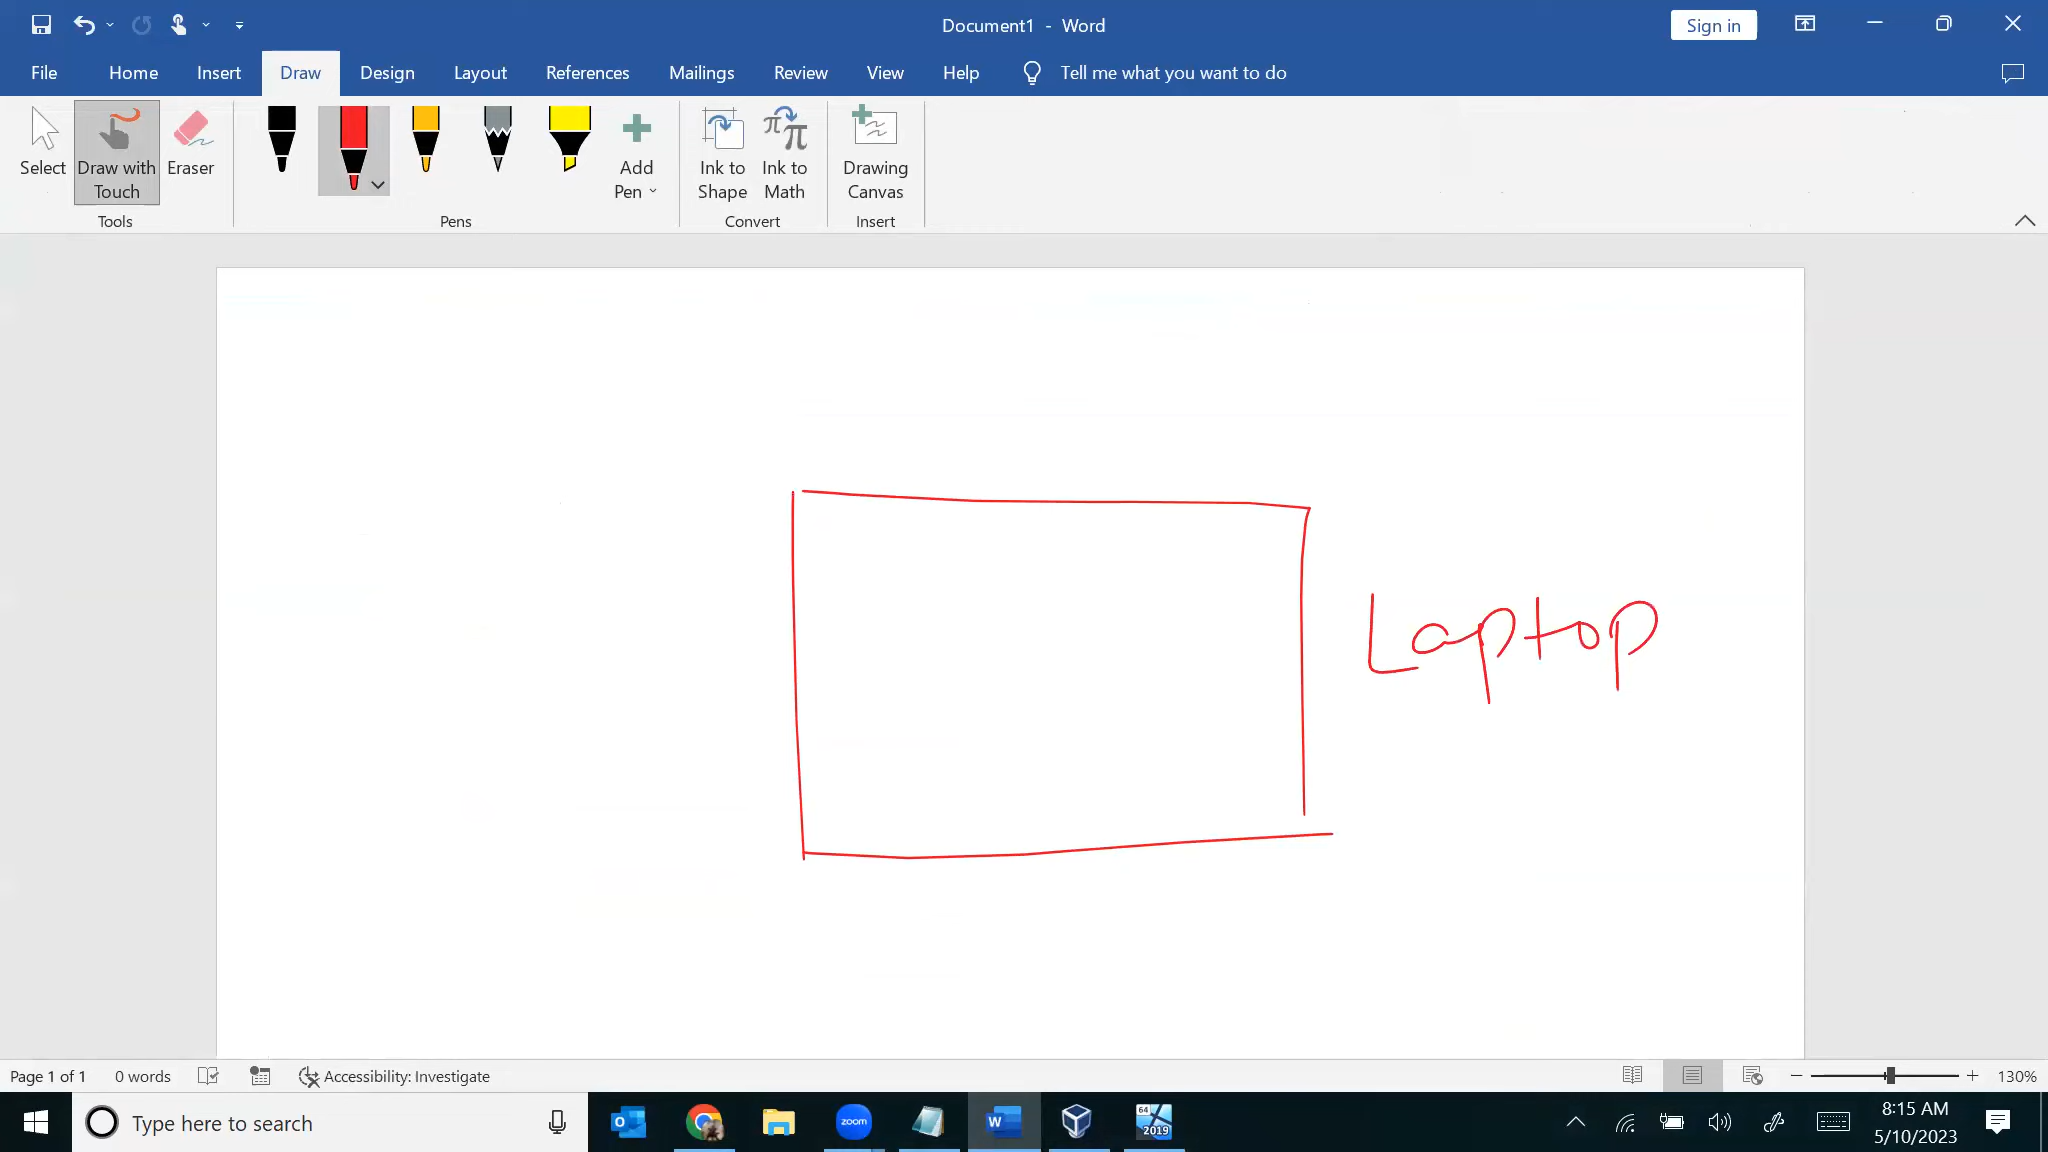 Document1 - Word
Sign in
File Home Insert Draw Design Layout References Mailings Review View Help Tell me what you want to do
Select
Draw with
Touch
Eraser
Add
Pen
Ink to
Shape
Ink to
Math
Drawing
Canvas
Tools Pens Convert Insert
Laptop
Page 1 of 1 0 words Accessibility: Investigate 130%
Type here to search
zoom
W
64
2019
8:15 AM
5/10/2023